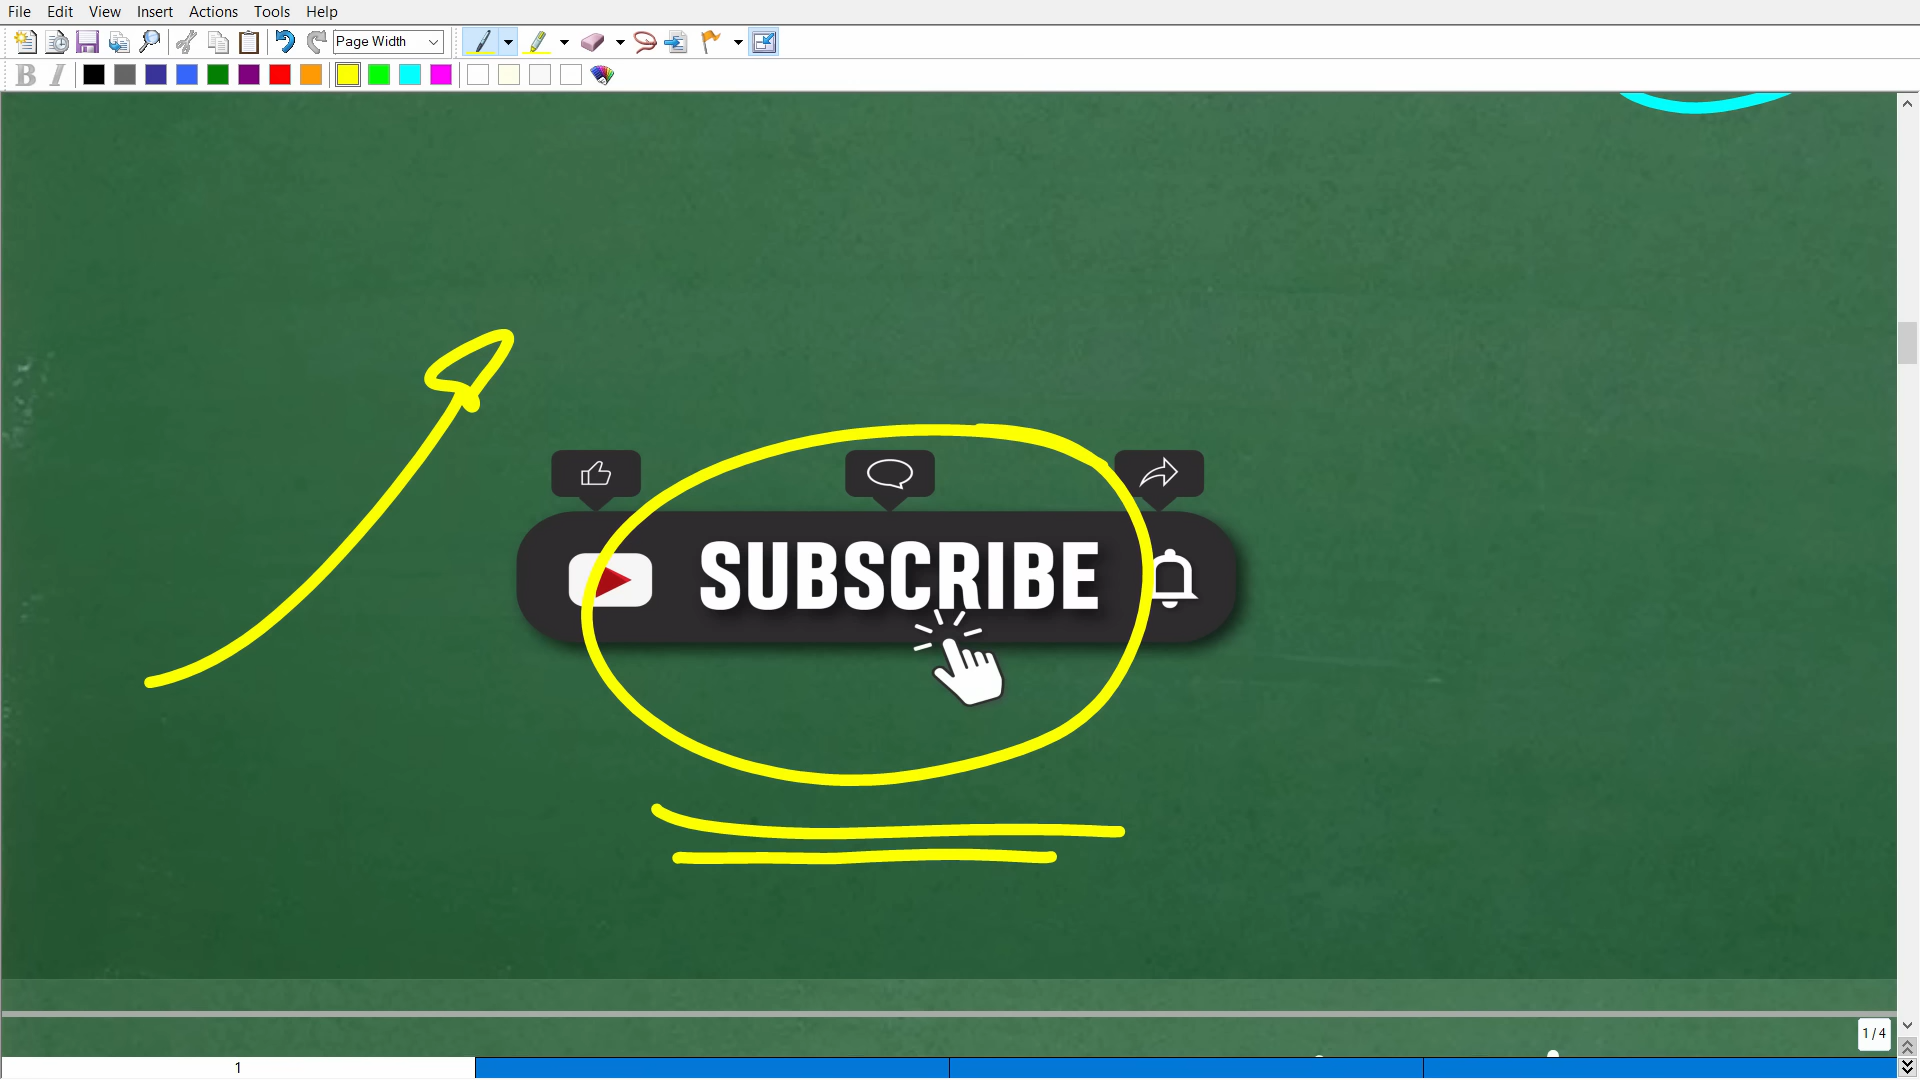 File Edit View Insert Actions Tools Help
Page Width
B I
SUBSCRIBE
1 / 4
1